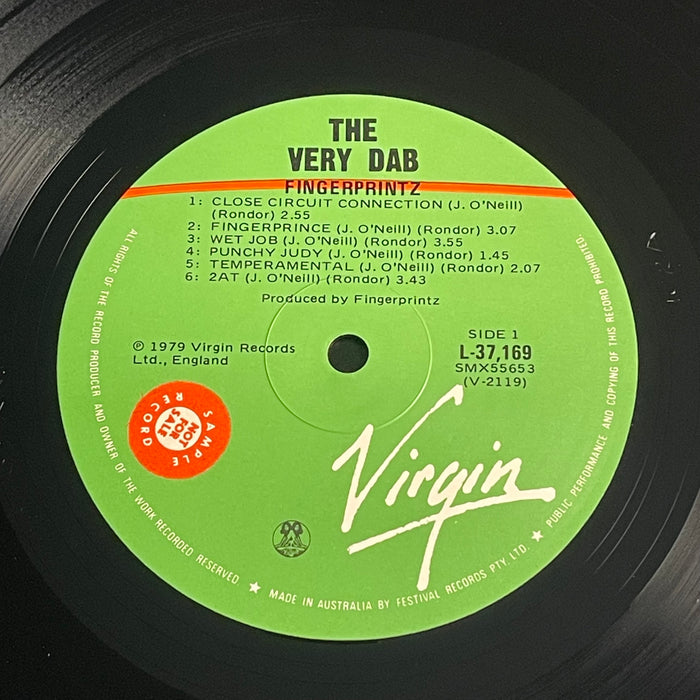 THE
VERY DAB
FINGERPRINTZ
1: CLOSE CIRCUIT CONNECTION (J. O'Neill)
(Rondor) 2.55
2: FINGERPRINCE (J. O'Neill) (Rondor) 3.07
3: WET JOB (J. O'Neill) (Rondor) 3.55
4: PUNCHY JUDY (J. O'Neill) (Rondor) 1.45
5: TEMPERAMENTAL (J. O'Neill) (Rondor) 2.07
6: 2AT (J. O'Neill) (Rondor) 3.43
Produced by Fingerprintz
℗ 1979 Virgin Records
Ltd., England
SIDE 1
L-37,169
SMX55653
(V-2119)
SAMPLE
RECORD
NOT
FOR
SALE
Virgin
ALL RIGHTS OF THE RECORD PRODUCER AND OWNER OF THE WORK RECORDED RESERVED ★ MADE IN AUSTRALIA BY FESTIVAL RECORDS PTY. LTD. ★ PUBLIC PERFORMANCE AND COPYING OF THIS RECORD PROHIBITED.